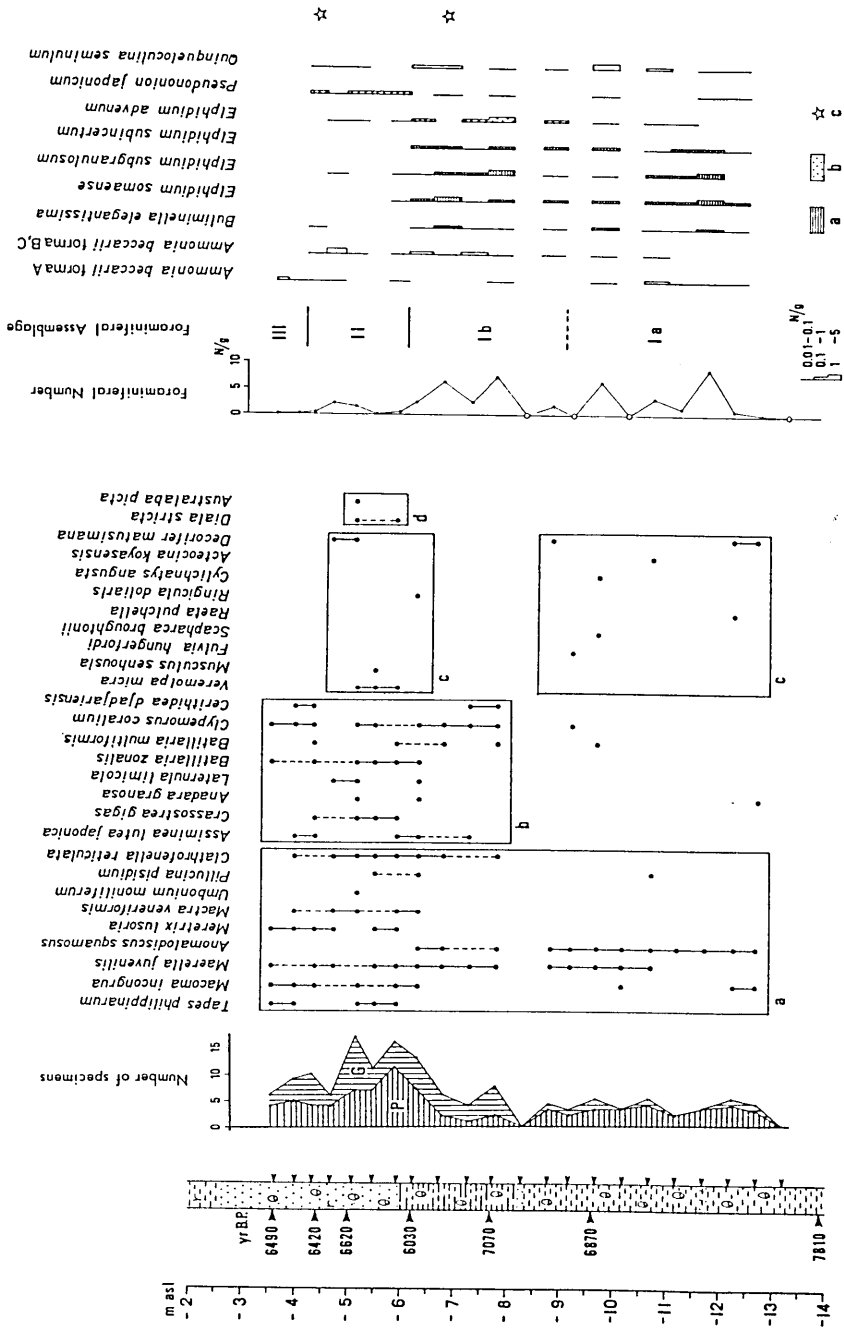 m asl
- 2
- 3
- 4
- 5
- 6
- 7
- 8
- 9
-10
-11
-12
-13
-14
yr B.P.
6490
6420
6620
6030
7070
6870
7810
Number of specimens
0 5 10 15
G
P
Tapes philippinarum
Macoma incongrua
Maerella juvenilis
Anomalodiscus squamosus
Meretrix lusoria
Mactra veneriformis
Umbonium moniliferum
Pillucina pisidium
Clathrofenella reticulata
a
Assiminea japonica lutea
Crassostrea gigas
Anadara granosa
Laternula limicola
Batillaria zonalis
Batillaria multiformis
Clypemorus coralium
Cerithidea djadjariensis
b
Veremolpa micra
Musculus senhousia
Fulvia hungerfordi
Scapharca broughtonii
Raeta pulchella
Ringicula doliaris
Cylichnatys angusta
Acteocina koyasensis
Decorifer matusimana
c
c
Diala stricta
Australaba picta
d
Foraminiferal Number
0 5 10
N/g
Foraminiferal Assemblage
III
II
Ib
Ia
Ammonia beccarii forma A
Ammonia beccarii forma B, C
Buliminella elegantissima
Elphidium somaense
Elphidium subgranulosum
Elphidium subincertum
Elphidium advenum
Pseudononion japonicum
Quinqueloculina seminulum
c
N/g
0.01-0.1
0.1 -1
1 -5
a
b
c